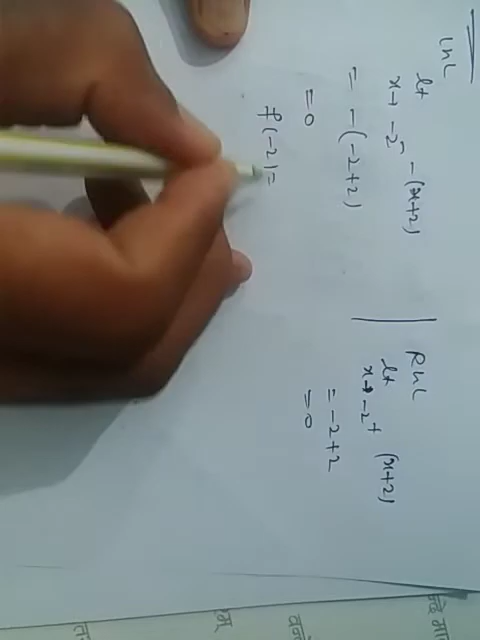 LHL
lt
x→ -2⁻ -(x+2)
= -(-2+2)
=0
f(-2)=
RHL
lt
x→ -2⁺ (x+2)
=-2+2
=0